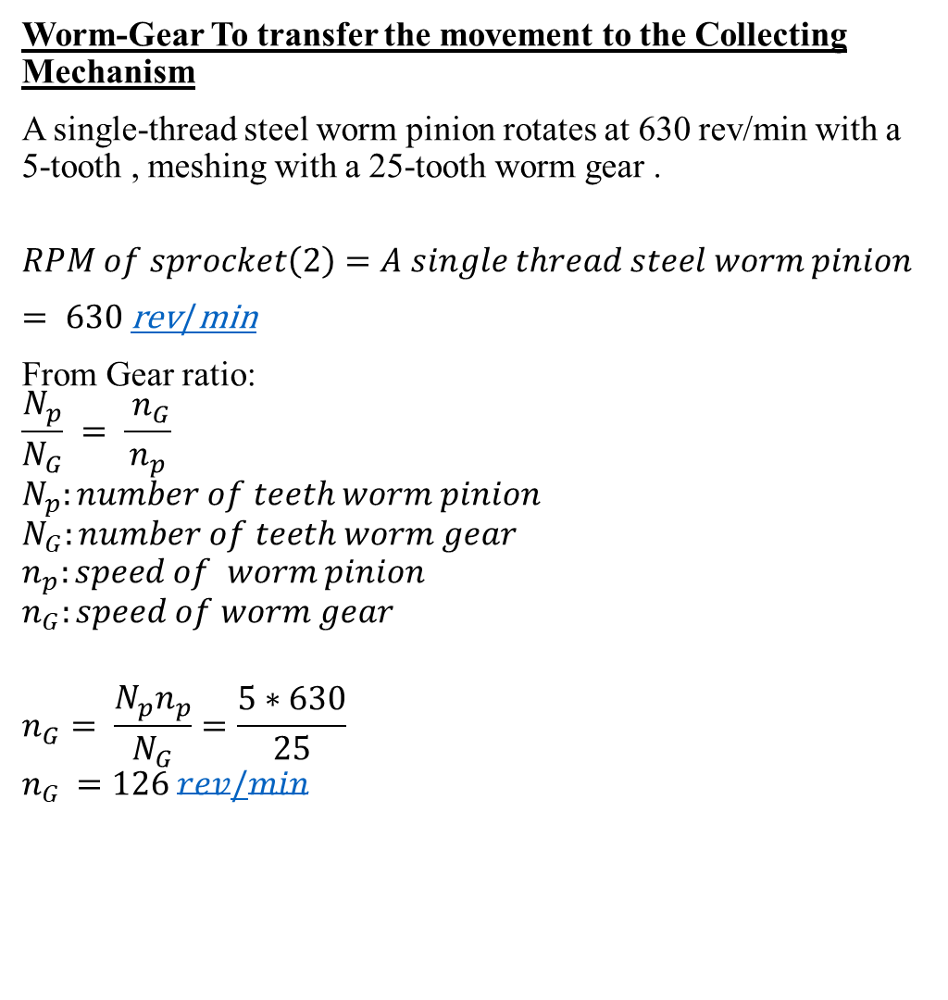 Worm-Gear To transfer the movement to the Collecting
Mechanism
A single-thread steel worm pinion rotates at 630 rev/min with a
5-tooth , meshing with a 25-tooth worm gear .
RPM of sprocket(2) = A single thread steel worm pinion
= 630 rev/min
From Gear ratio:
N_p/N_G = n_G/n_p
N_p: number of teeth worm pinion
N_G: number of teeth worm gear
n_p: speed of worm pinion
n_G: speed of worm gear
n_G = N_p n_p/N_G = 5 * 630/25
n_G = 126 rev/min